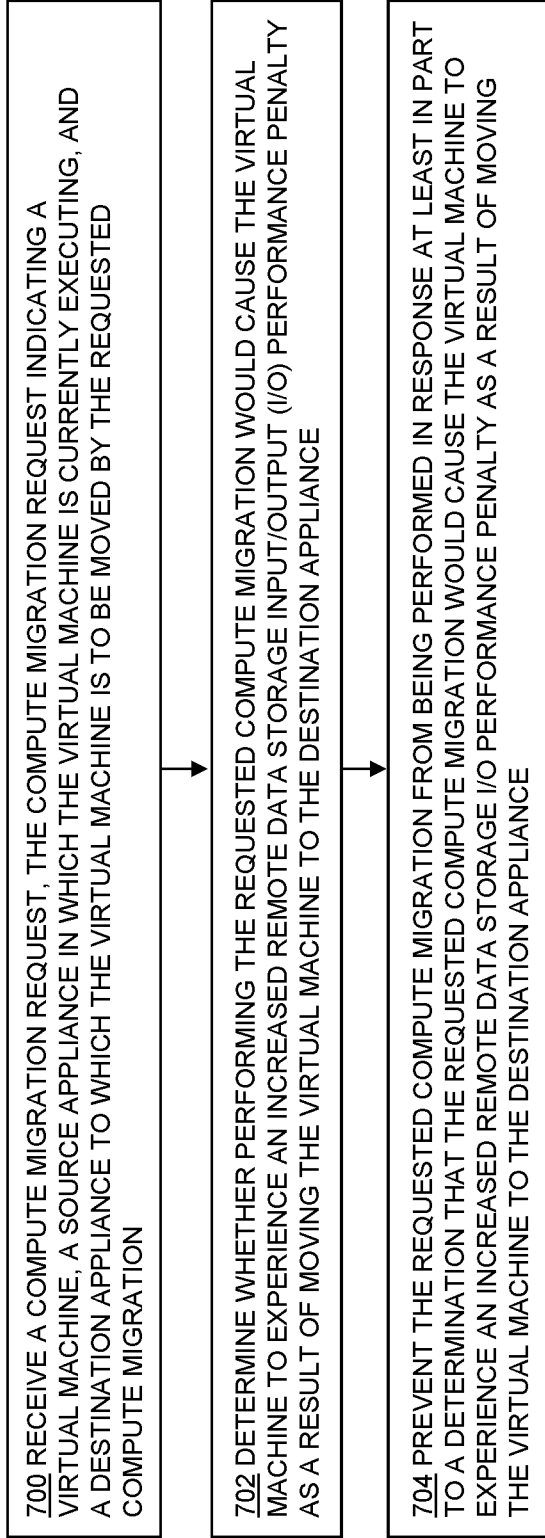 700 RECEIVE A COMPUTE MIGRATION REQUEST, THE COMPUTE MIGRATION REQUEST INDICATING A
VIRTUAL MACHINE, A SOURCE APPLIANCE IN WHICH THE VIRTUAL MACHINE IS CURRENTLY EXECUTING, AND
A DESTINATION APPLIANCE TO WHICH THE VIRTUAL MACHINE IS TO BE MOVED BY THE REQUESTED
COMPUTE MIGRATION
702 DETERMINE WHETHER PERFORMING THE REQUESTED COMPUTE MIGRATION WOULD CAUSE THE VIRTUAL
MACHINE TO EXPERIENCE AN INCREASED REMOTE DATA STORAGE INPUT/OUTPUT (I/O) PERFORMANCE PENALTY
AS A RESULT OF MOVING THE VIRTUAL MACHINE TO THE DESTINATION APPLIANCE
704 PREVENT THE REQUESTED COMPUTE MIGRATION FROM BEING PERFORMED IN RESPONSE AT LEAST IN PART
TO A DETERMINATION THAT THE REQUESTED COMPUTE MIGRATION WOULD CAUSE THE VIRTUAL MACHINE TO
EXPERIENCE AN INCREASED REMOTE DATA STORAGE I/O PERFORMANCE PENALTY AS A RESULT OF MOVING
THE VIRTUAL MACHINE TO THE DESTINATION APPLIANCE